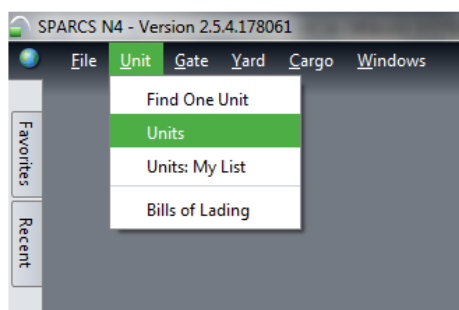 SPARCS N4 - Version 2.5.4.178061
File Unit Gate Yard Cargo Windows
Find One Unit
Units
Units: My List
Bills of Lading
Favorites
Recent